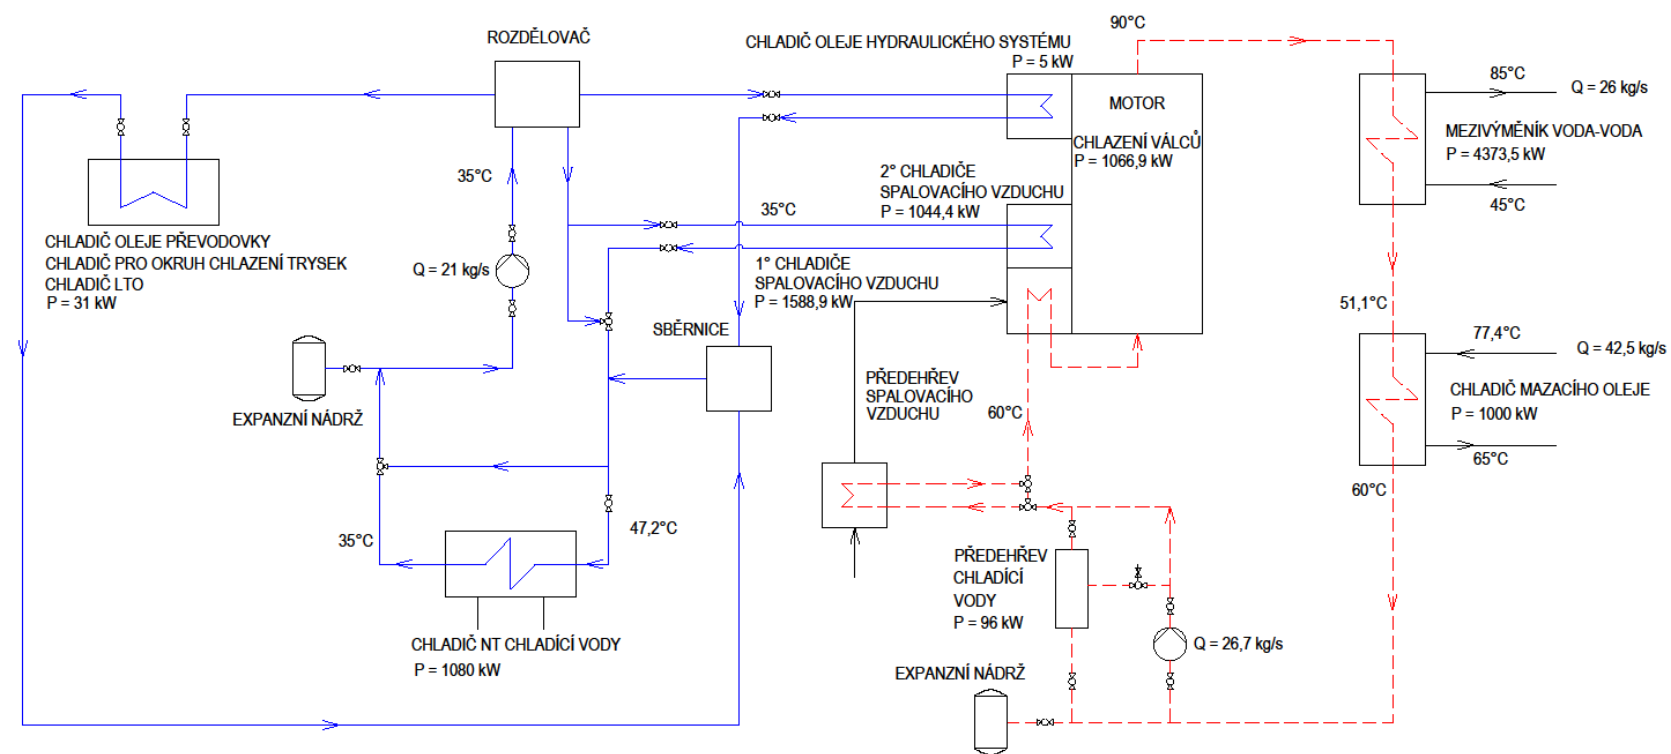 90°C
ROZDĚLOVAČ
CHLADIČ OLEJE HYDRAULICKÉHO SYSTÉMU
P = 5 kW
85°C
Q = 26 kg/s
MOTOR
MEZIVÝMĚNÍK VODA-VODA
P = 4373,5 kW
CHLAZENÍ VÁLCŮ
P = 1066,9 kW
45°C
35°C
2° CHLADIČE
SPALOVACÍHO VZDUCHU
P = 1044,4 kW
35°C
CHLADIČ OLEJE PŘEVODOVKY
CHLADIČ PRO OKRUH CHLAZENÍ TRYSEK
CHLADIČ LTO
P = 31 kW
Q = 21 kg/s
1° CHLADIČE
SPALOVACÍHO VZDUCHU
P = 1588,9 kW
51,1°C
SBĚRNICE
77,4°C
Q = 42,5 kg/s
PŘEDEHŘEV
SPALOVACÍHO
VZDUCHU
CHLADIČ MAZACÍHO OLEJE
P = 1000 kW
EXPANZNÍ NÁDRŽ
60°C
65°C
60°C
47,2°C
35°C
PŘEDEHŘEV
CHLADÍCÍ
VODY
P = 96 kW
CHLADIČ NT CHLADÍCÍ VODY
P = 1080 kW
Q = 26,7 kg/s
EXPANZNÍ NÁDRŽ